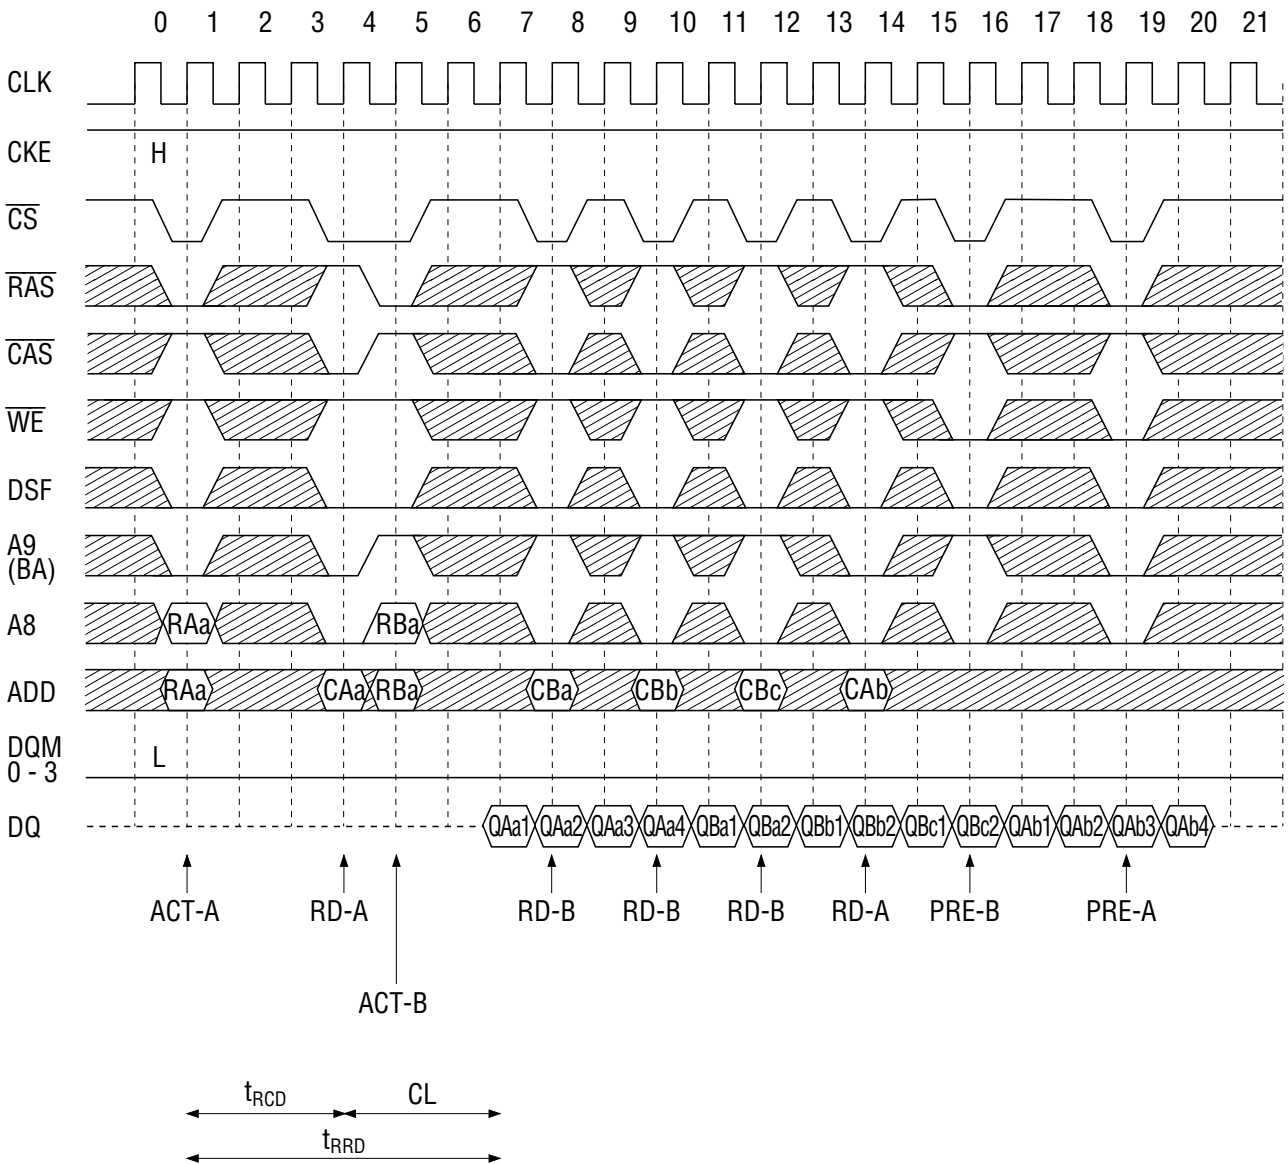 0 1 2 3 4 5 6 7 8 9 10 11 12 13 14 15 16 17 18 19 20 21
CLK
CKE H
CS
RAS
CAS
WE
DSF
A9
(BA)
A8 RAa RBa
ADD RAa CAa RBa CBa CBb CBc CAb
DQM
0 - 3 L
DQ QAa1 QAa2 QAa3 QAa4 QBa1 QBa2 QBb1 QBb2 QBc1 QBc2 QAb1 QAb2 QAb3 QAb4
ACT-A RD-A RD-B RD-B RD-B RD-A PRE-B PRE-A
ACT-B
tRCD CL
tRRD